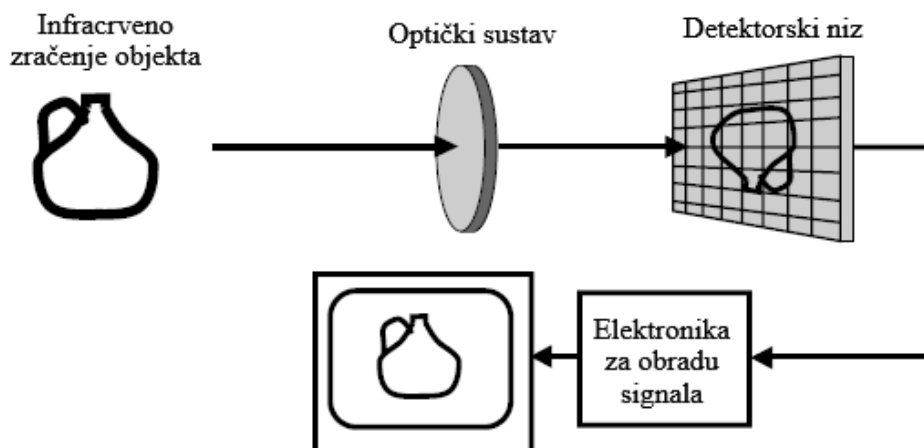 Infracrveno
zračenje objekta
Optički sustav
Detektorski niz
Elektronika
za obradu
signala